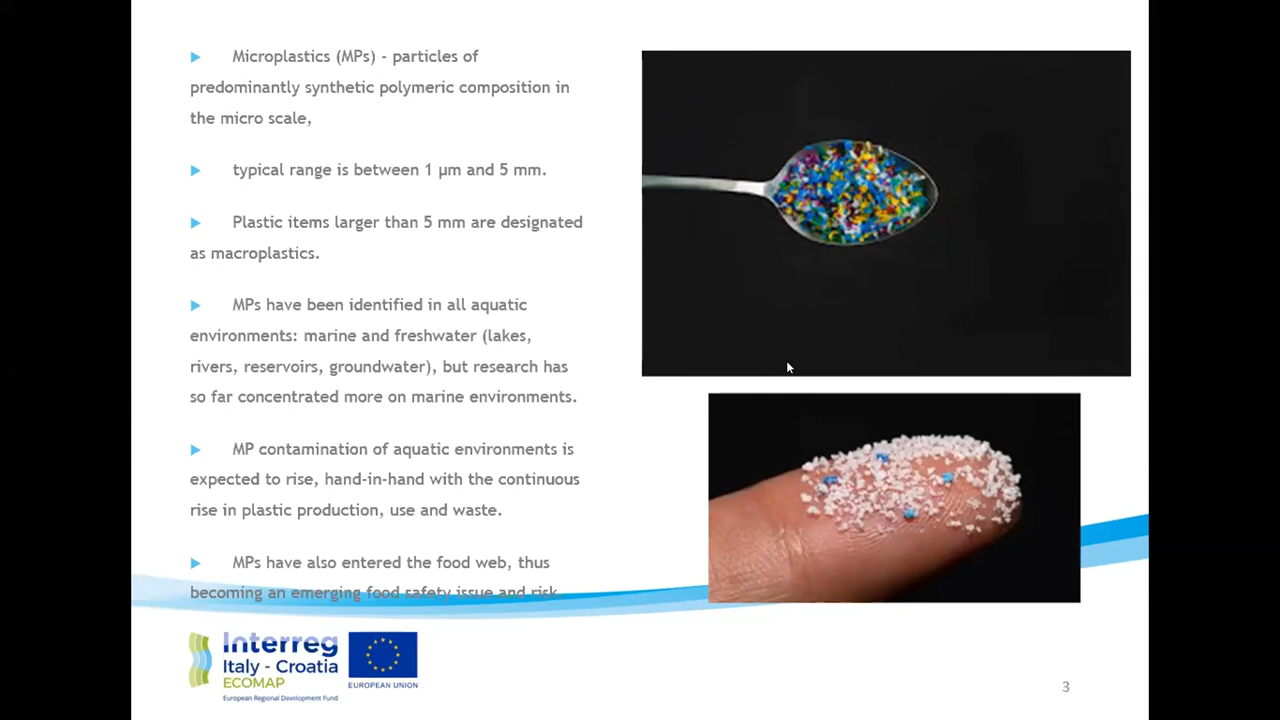 Microplastics (MPs) - particles of
predominantly synthetic polymeric composition in
the micro scale,
typical range is between 1 µm and 5 mm.
Plastic items larger than 5 mm are designated
as macroplastics.
MPs have been identified in all aquatic
environments: marine and freshwater (lakes,
rivers, reservoirs, groundwater), but research has
so far concentrated more on marine environments.
MP contamination of aquatic environments is
expected to rise, hand-in-hand with the continuous
rise in plastic production, use and waste.
MPs have also entered the food web, thus
becoming an emerging food safety issue and risk
Interreg
Italy - Croatia
ECOMAP
European Regional Development Fund
EUROPEAN UNION
3